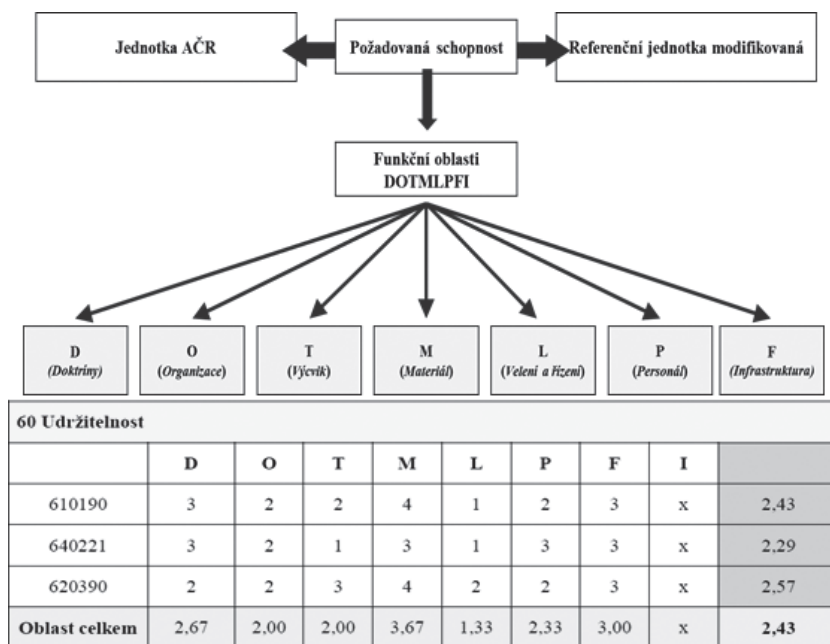 Jednotka AČR
Požadovaná schopnost
Referenční jednotka modifikovaná
Funkční oblasti
DOTMLPFI
D
(Doktríny)
O
(Organizace)
T
(Výcvik)
M
(Materiál)
L
(Velení a řízení)
P
(Personál)
F
(Infrastruktura)
60 Udržitelnost
D O T M L P F I
610190 3 2 2 4 1 2 3 x 2,43
640221 3 2 1 3 1 3 3 x 2,29
620390 2 2 3 4 2 2 3 x 2,57
Oblast celkem 2,67 2,00 2,00 3,67 1,33 2,33 3,00 x 2,43